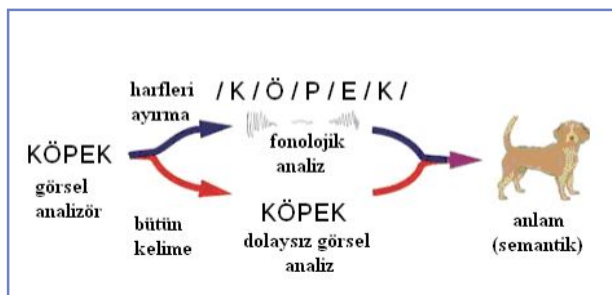 harfleri
ayırma
/ K / Ö / P / E / K /
fonolojik
analiz
KÖPEK
görsel
analizör
bütün
kelime
KÖPEK
dolaysız görsel
analiz
anlam
(semantik)